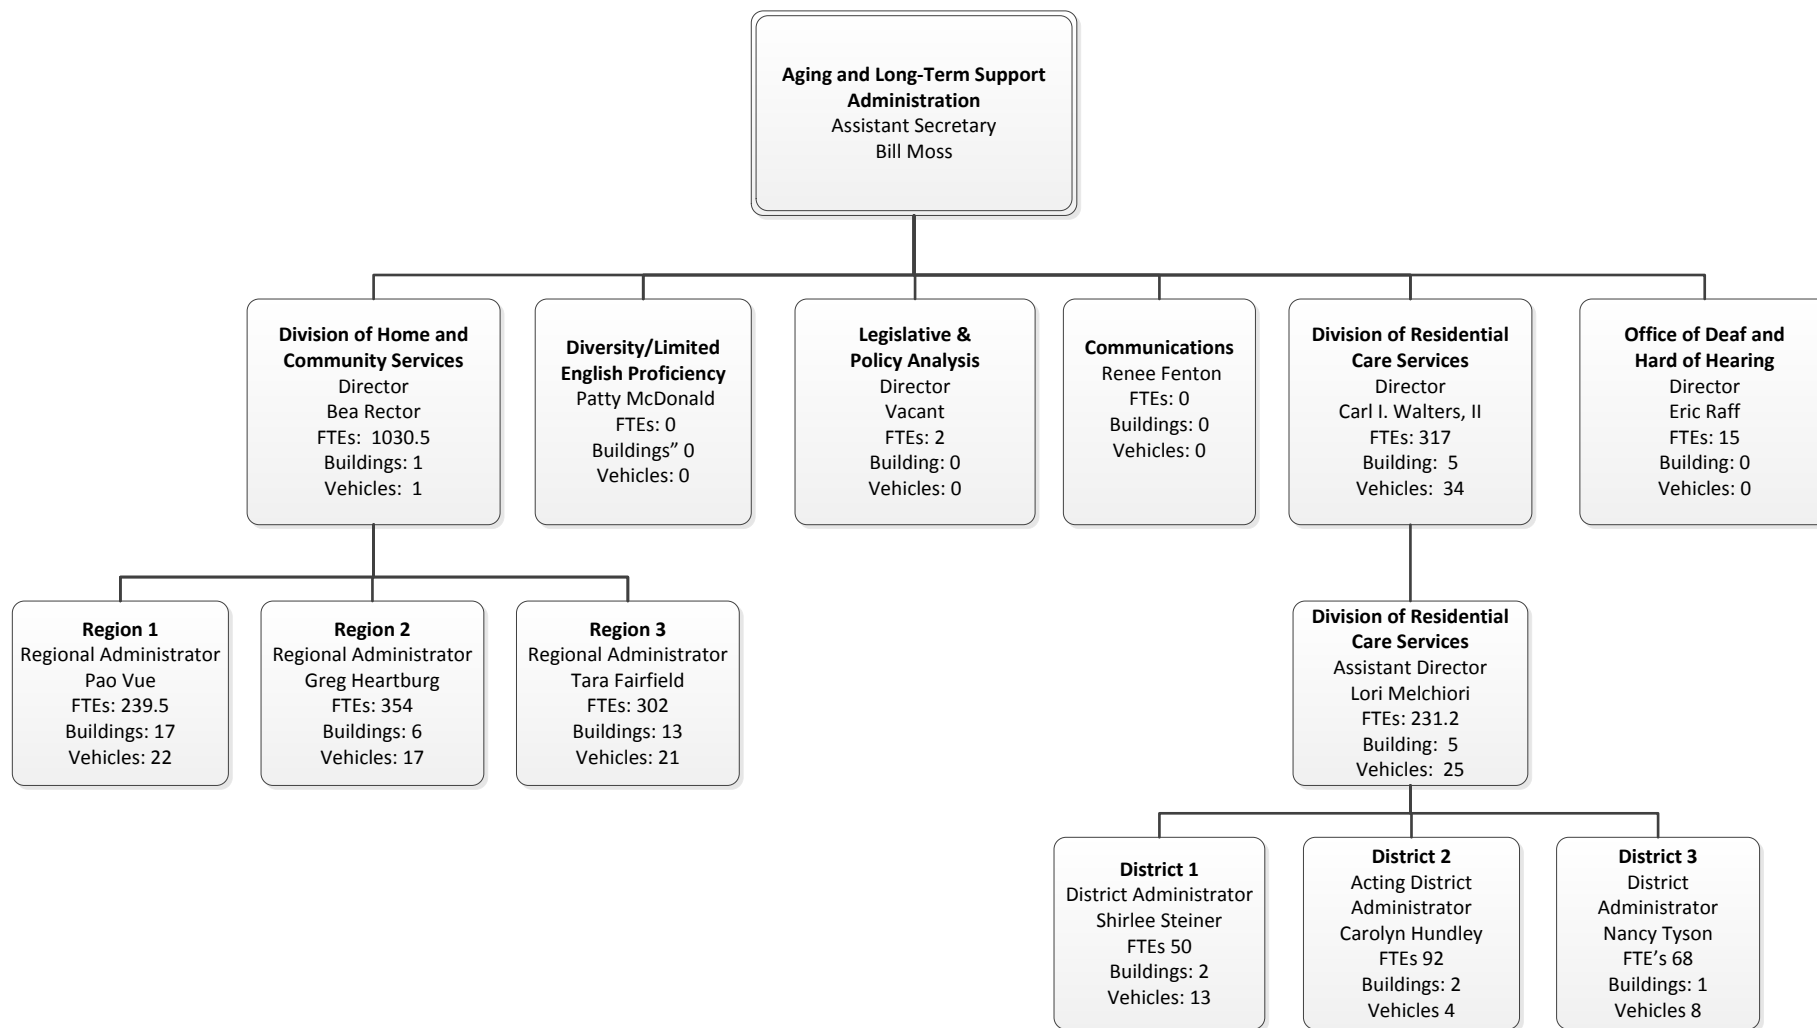 Aging and Long-Term Support
Administration
Assistant Secretary
Bill Moss
Division of Home and
Community Services
Director
Bea Rector
FTEs: 1030.5
Buildings: 1
Vehicles: 1
Diversity/Limited
English Proficiency
Patty McDonald
FTEs: 0
Buildings” 0
Vehicles: 0
Legislative &
Policy Analysis
Director
Vacant
FTEs: 2
Building: 0
Vehicles: 0
Communications
Renee Fenton
FTEs: 0
Buildings: 0
Vehicles: 0
Division of Residential
Care Services
Director
Carl I. Walters, II
FTEs: 317
Building: 5
Vehicles: 34
Office of Deaf and
Hard of Hearing
Director
Eric Raff
FTEs: 15
Building: 0
Vehicles: 0
Region 1
Regional Administrator
Pao Vue
FTEs: 239.5
Buildings: 17
Vehicles: 22
Region 2
Regional Administrator
Greg Heartburg
FTEs: 354
Buildings: 6
Vehicles: 17
Region 3
Regional Administrator
Tara Fairfield
FTEs: 302
Buildings: 13
Vehicles: 21
Division of Residential
Care Services
Assistant Director
Lori Melchiori
FTEs: 231.2
Building: 5
Vehicles: 25
District 1
District Administrator
Shirlee Steiner
FTEs 50
Buildings: 2
Vehicles: 13
District 2
Acting District
Administrator
Carolyn Hundley
FTEs 92
Buildings: 2
Vehicles 4
District 3
District
Administrator
Nancy Tyson
FTE’s 68
Buildings: 1
Vehicles 8